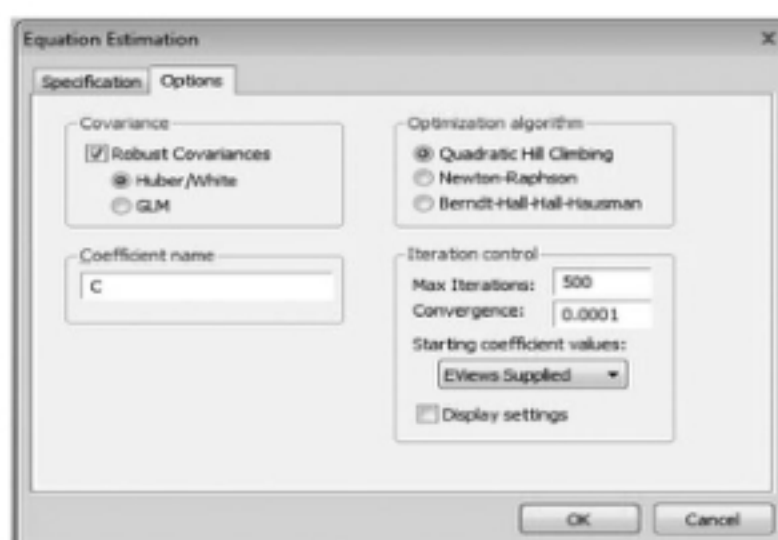 Equation Estimation
Specification
Options
Covariance
Robust Covariances
Huber/White
GLM
Coefficient name
C
Optimization algorithm
Quadratic Hill Climbing
Newton-Raphson
Berndt-Hall-Hall-Hausman
Iteration control
Max Iterations: 500
Convergence: 0.0001
Starting coefficient values:
EViews Supplied
Display settings
OK
Cancel